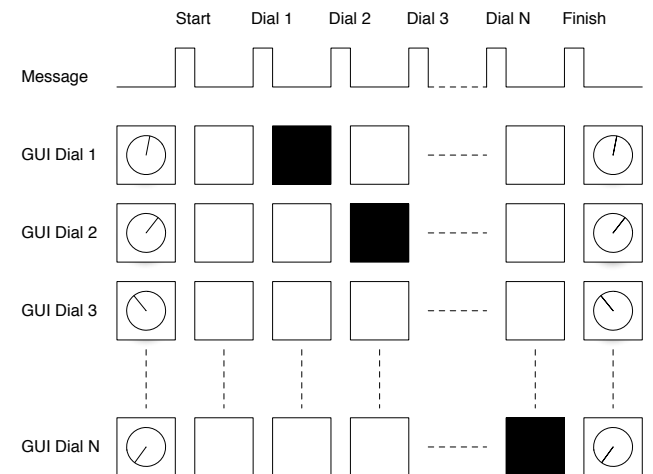 Start Dial 1 Dial 2 Dial 3 Dial N Finish
Message
GUI Dial 1
GUI Dial 2
GUI Dial 3
GUI Dial N